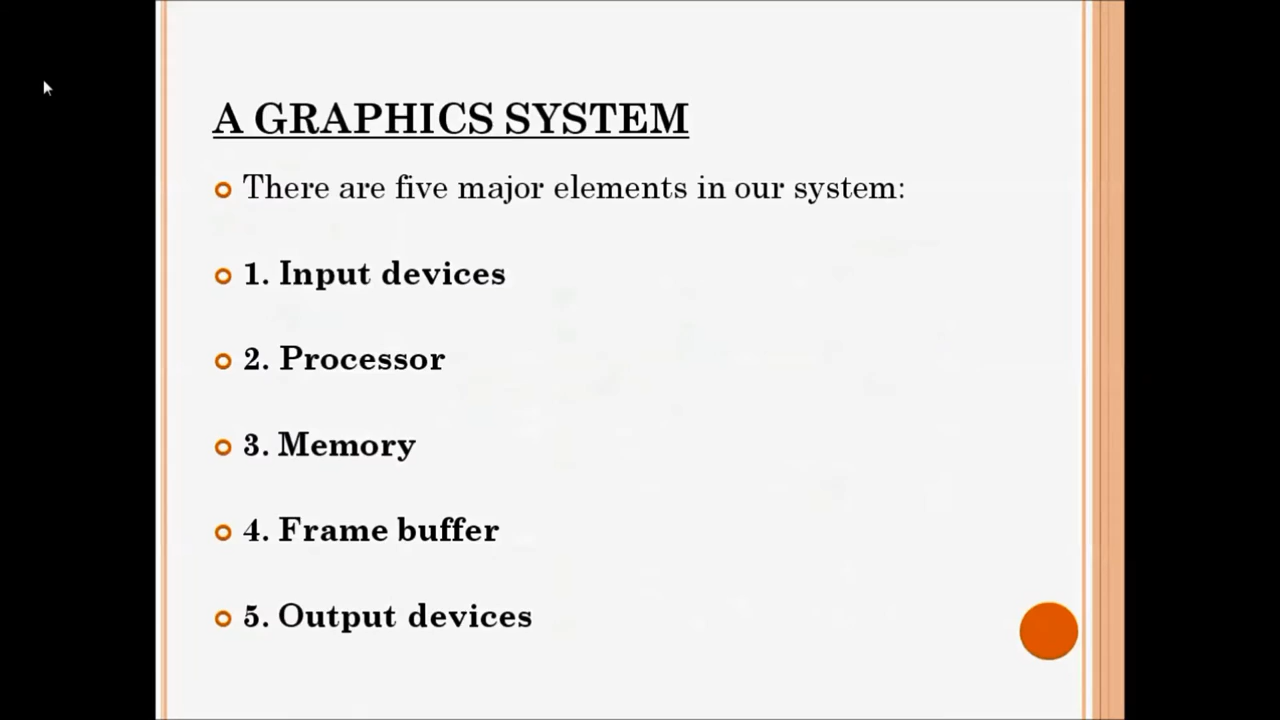 A GRAPHICS SYSTEM
There are five major elements in our system:
1. Input devices
2. Processor
3. Memory
4. Frame buffer
5. Output devices